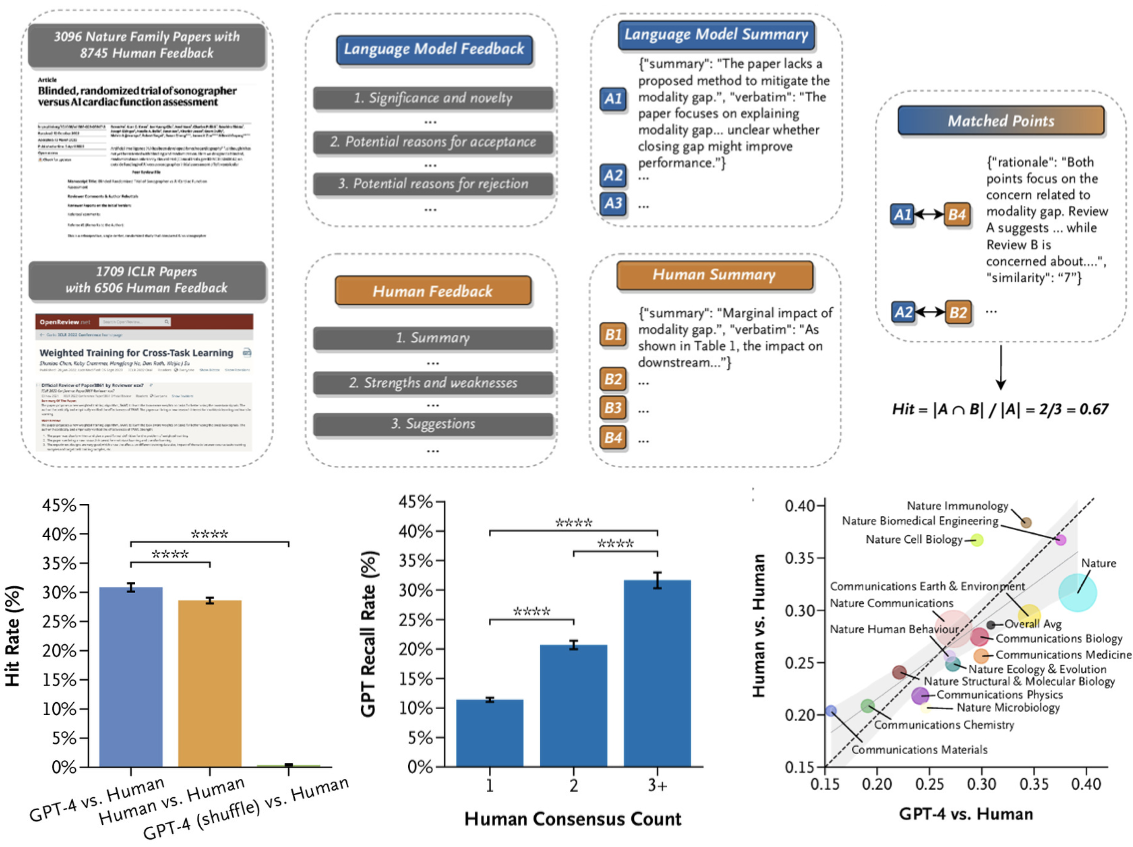 3096 Nature Family Papers with
8745 Human Feedback
Article
Blinded, randomized trial of sonographer
versus AI cardiac function assessment
1709 ICLR Papers
with 6506 Human Feedback
OpenReview.net
Weighted Training for Cross-Task Learning
Language Model Feedback
1. Significance and novelty
...
2. Potential reasons for acceptance
...
3. Potential reasons for rejection
...
Human Feedback
1. Summary
...
2. Strengths and weaknesses
...
3. Suggestions
...
Language Model Summary
A1
{"summary": "The paper lacks a
proposed method to mitigate the
modality gap.", "verbatim": "The
paper focuses on explaining
modality gap... unclear whether
closing gap might improve
performance."}
A2 ...
A3 ...
Human Summary
B1
{"summary": "Marginal impact of
modality gap.", "verbatim": "As
shown in Table 1, the impact on
downstream..."}
B2 ...
B3 ...
B4 ...
Matched Points
A1 B4
{"rationale": "Both
points focus on the
concern related to
modality gap. Review
A suggests ... while
Review B is
concerned about....",
"similarity": "7"}
A2 B2 ...
Hit = |A ∩ B| / |A| = 2/3 = 0.67
Hit Rate (%)
45%
40%
35%
30%
25%
20%
15%
10%
5%
0%
****
****
GPT-4 vs. Human
Human vs. Human
GPT-4 (shuffle) vs. Human
GPT Recall Rate (%)
45%
40%
35%
30%
25%
20%
15%
10%
5%
0%
****
****
****
1
2
3+
Human Consensus Count
Human vs. Human
0.40
0.35
0.30
0.25
0.20
0.15
Nature Immunology
Nature Biomedical Engineering
Nature Cell Biology
Nature
Communications Earth & Environment
Nature Communications
Overall Avg
Nature Human Behaviour
Communications Biology
Communications Medicine
Nature Ecology & Evolution
Nature Structural & Molecular Biology
Communications Physics
Nature Microbiology
Communications Chemistry
Communications Materials
0.15
0.20
0.25
0.30
0.35
0.40
GPT-4 vs. Human